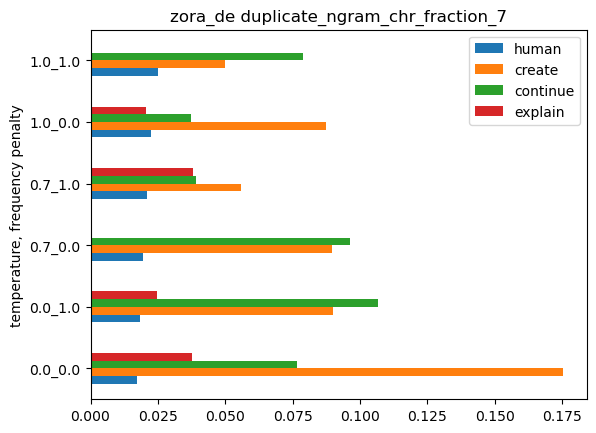 zora_de duplicate_ngram_chr_fraction_7
human
create
continue
explain
temperature, frequency penalty
1.0_1.0
1.0_0.0
0.7_1.0
0.7_0.0
0.0_1.0
0.0_0.0
0.000 0.025 0.050 0.075 0.100 0.125 0.150 0.175